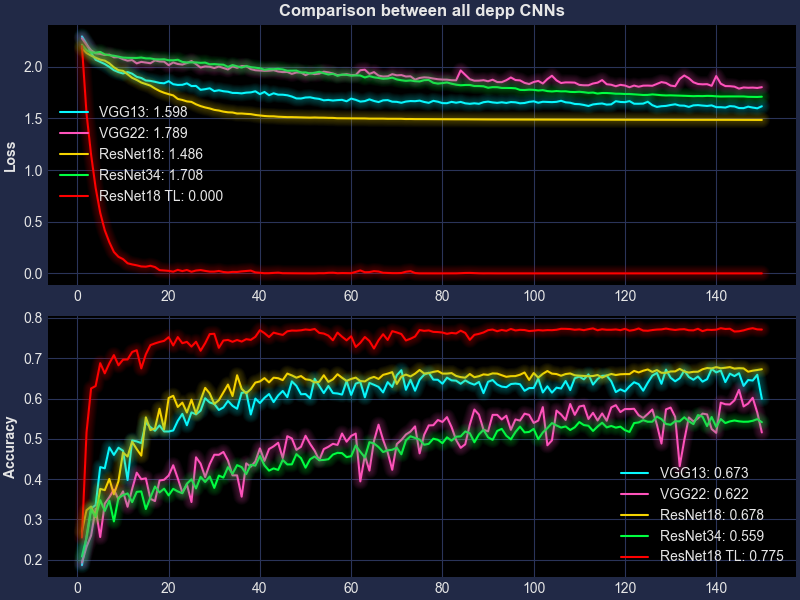 Comparison between all depp CNNs
Loss
2.0
1.5
1.0
0.5
0.0
VGG13: 1.598
VGG22: 1.789
ResNet18: 1.486
ResNet34: 1.708
ResNet18 TL: 0.000
0 20 40 60 80 100 120 140
Accuracy
0.8
0.7
0.6
0.5
0.4
0.3
0.2
VGG13: 0.673
VGG22: 0.622
ResNet18: 0.678
ResNet34: 0.559
ResNet18 TL: 0.775
0 20 40 60 80 100 120 140